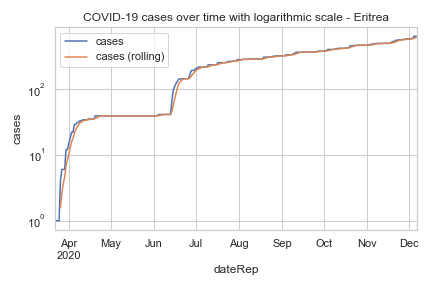 COVID-19 cases over time with logarithmic scale - Eritrea
cases
cases (rolling)
10²
10¹
10⁰
cases
Apr
2020
May
Jun
Jul
Aug
Sep
Oct
Nov
Dec
dateRep